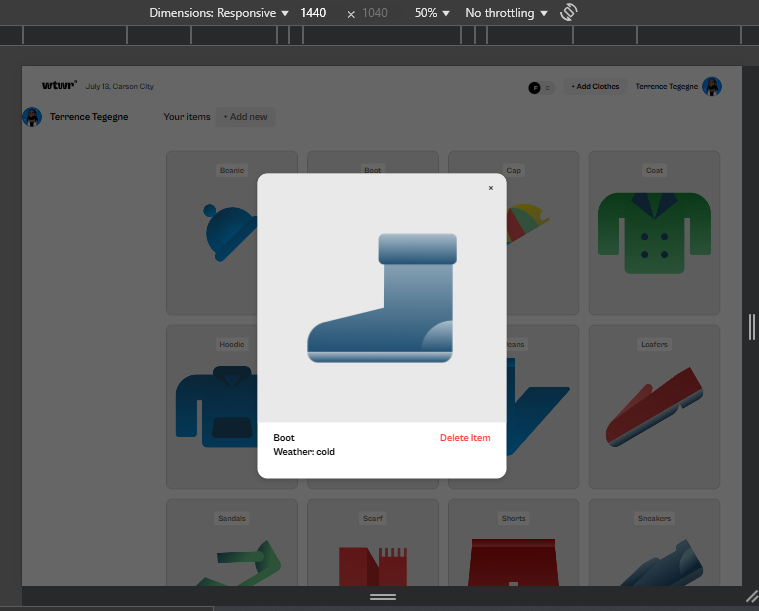 Dimensions: Responsive ▼ 1440 × 1040 50% ▼ No throttling ▼
wtwr° July 13, Carson City F C + Add Clothes Terrence Tegegne
Terrence Tegegne Your items + Add new
Beanie Boot Cap Coat
×
Hoodie Jeans Loafers
Boot Delete Item
Weather: cold
Sandals Scarf Shorts Sneakers